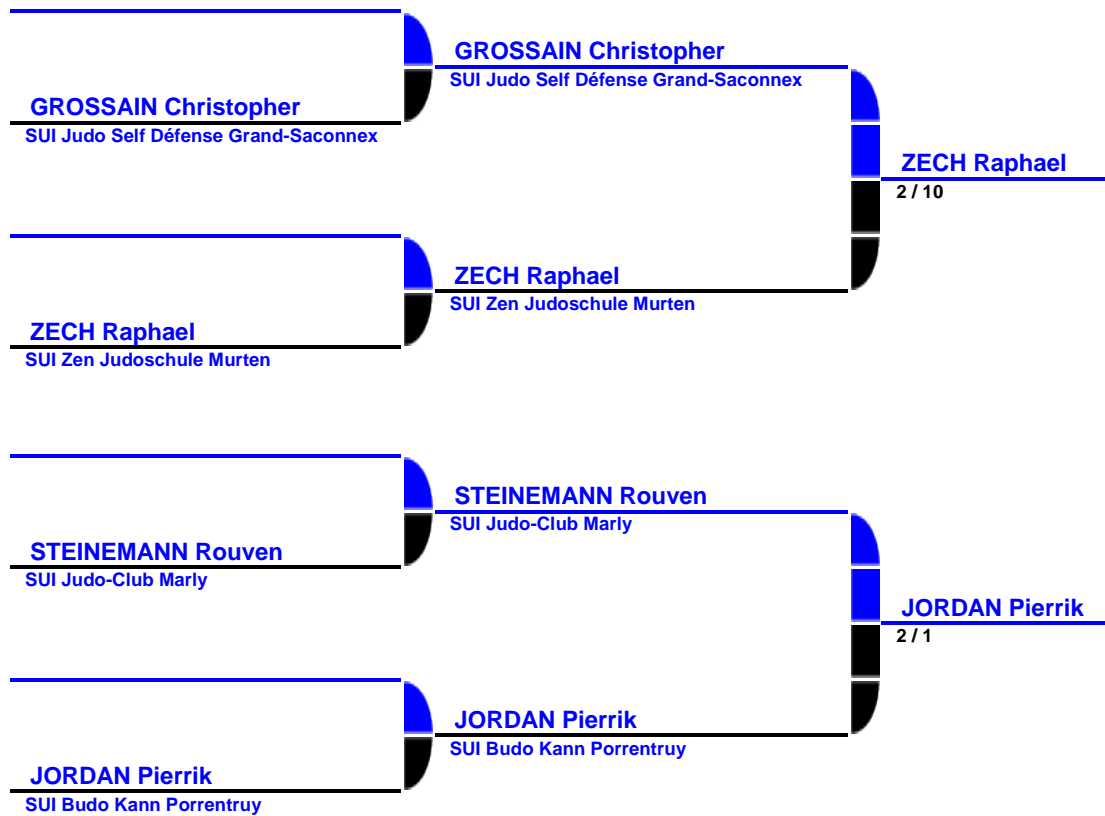 GROSSAIN Christopher
SUI Judo Self Défense Grand-Saconnex
GROSSAIN Christopher
SUI Judo Self Défense Grand-Saconnex
ZECH Raphael
2 / 10
ZECH Raphael
SUI Zen Judoschule Murten
ZECH Raphael
SUI Zen Judoschule Murten
STEINEMANN Rouven
SUI Judo-Club Marly
STEINEMANN Rouven
SUI Judo-Club Marly
JORDAN Pierrik
2 / 1
JORDAN Pierrik
SUI Budo Kann Porrentruy
JORDAN Pierrik
SUI Budo Kann Porrentruy